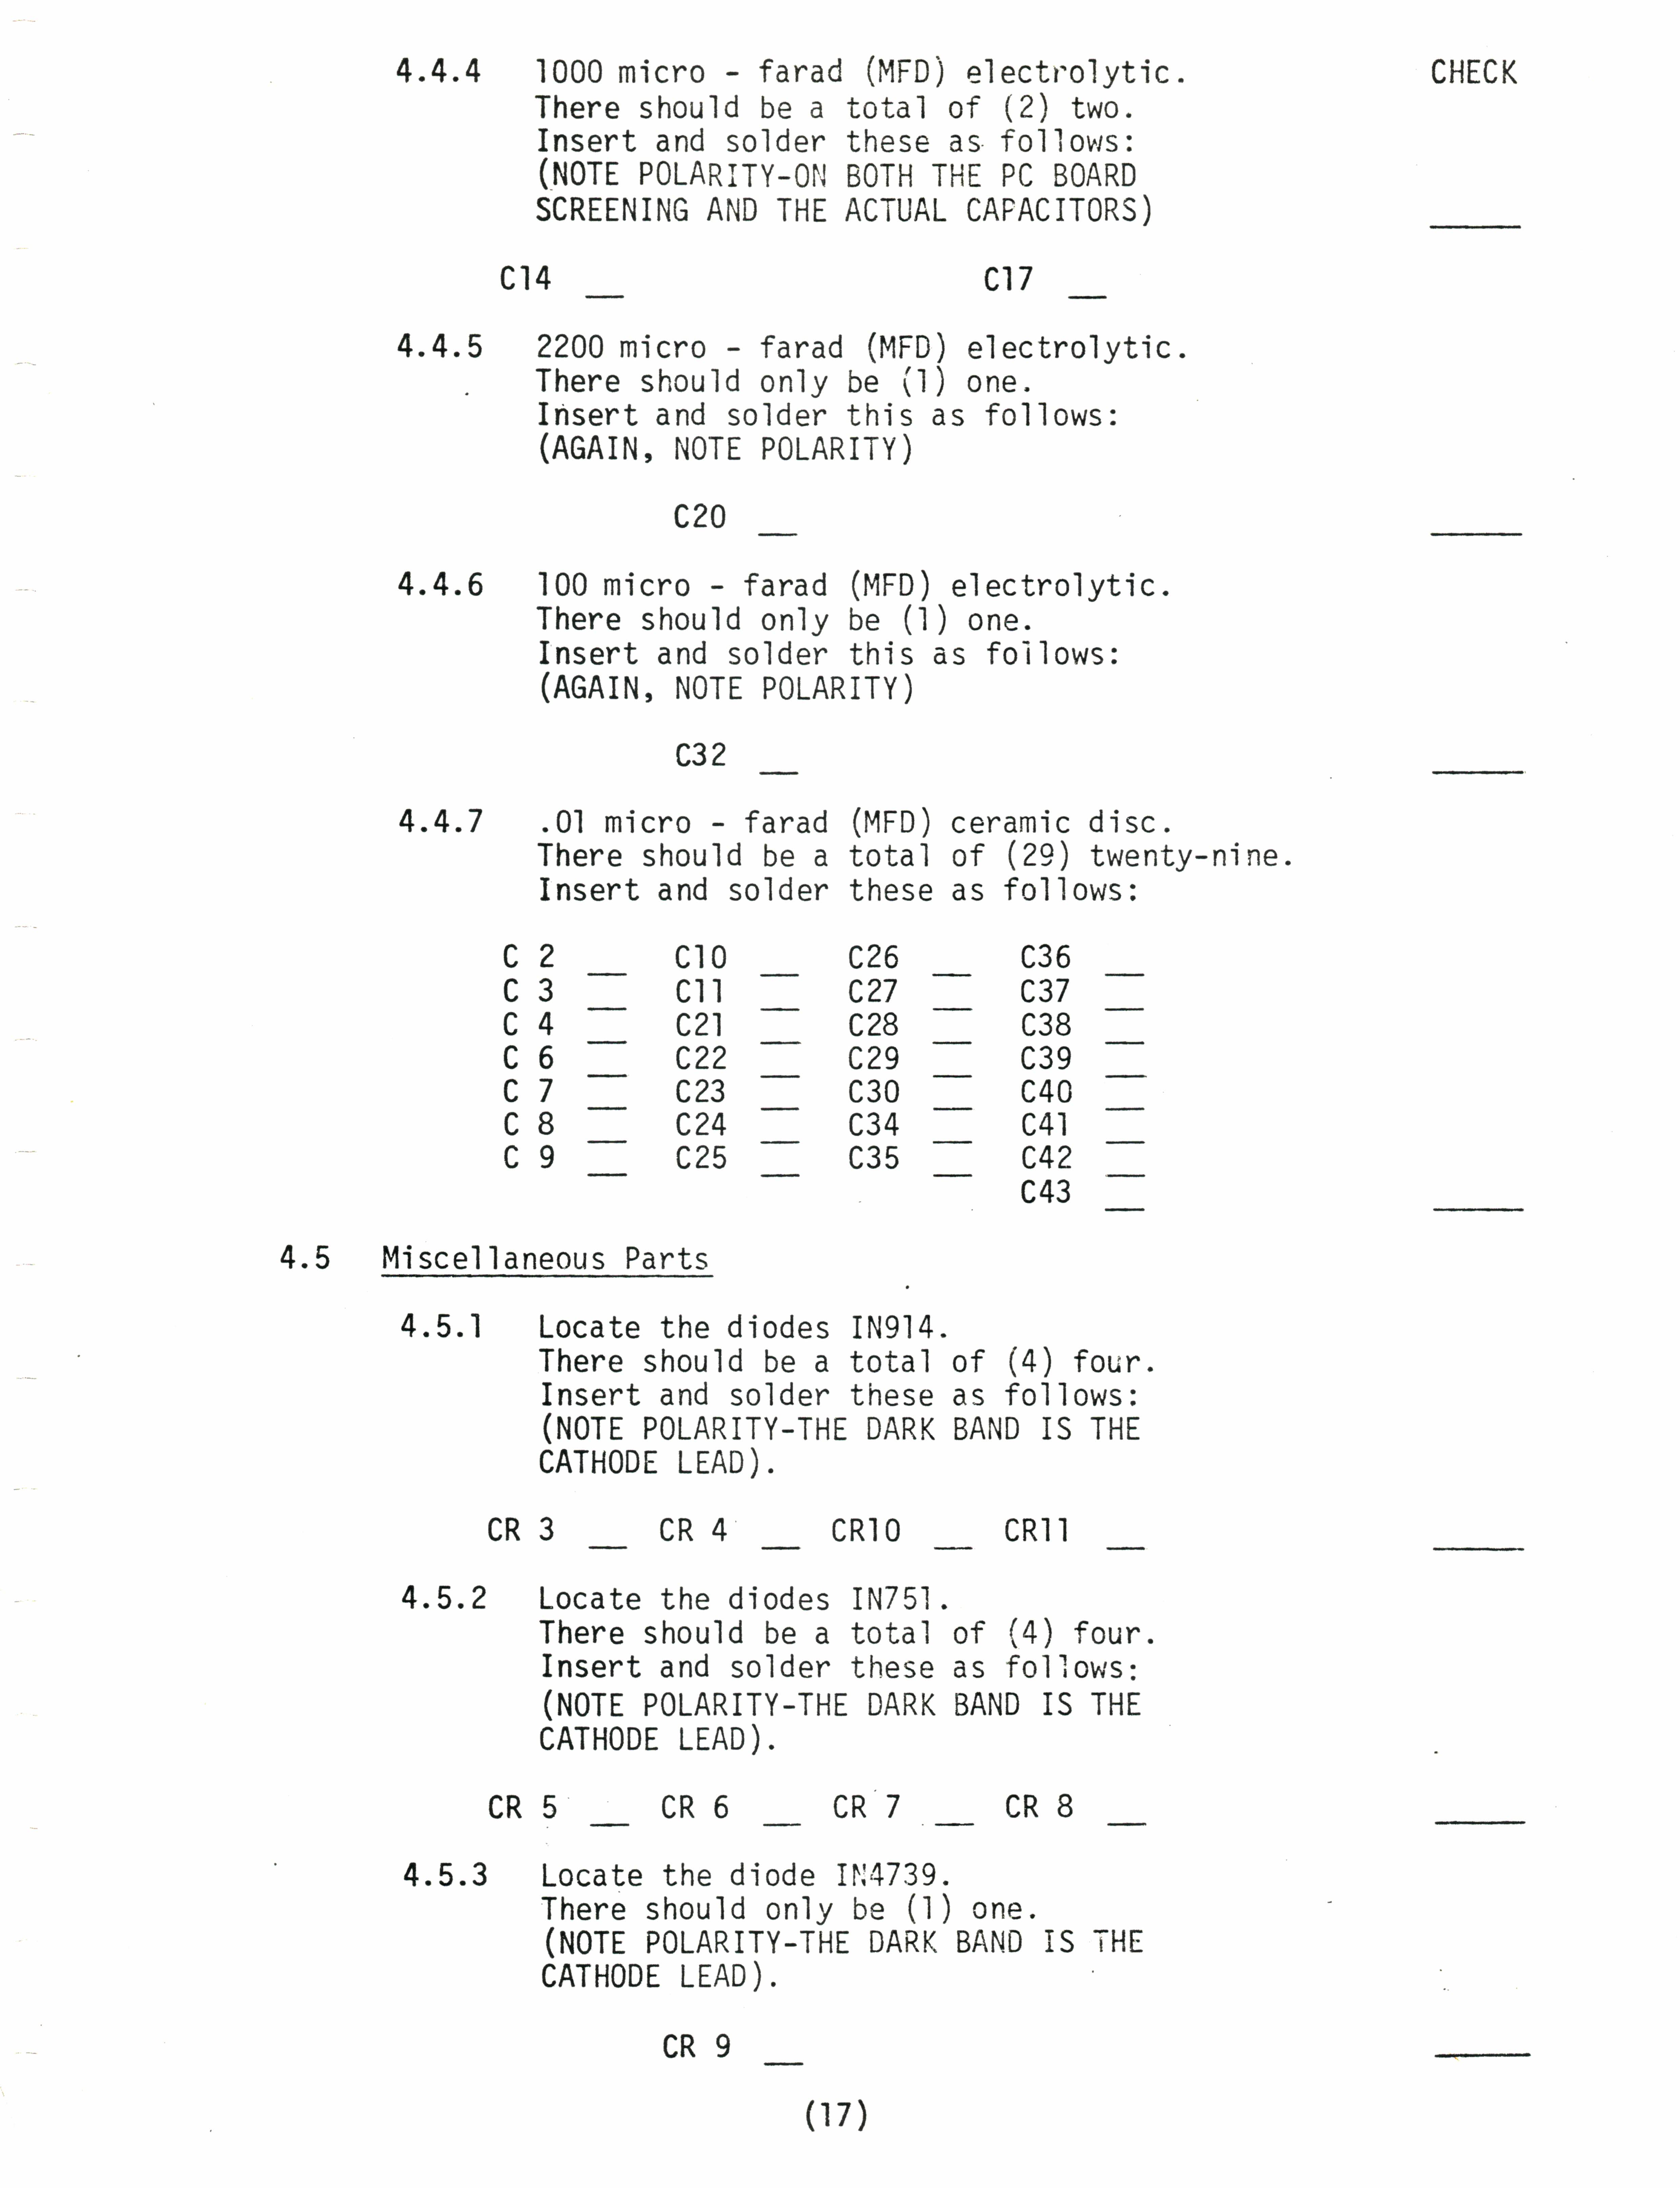 4.4.4 1000 micro - farad (MFD) electrolytic. CHECK
There should be a total of (2) two.
Insert and solder these as follows:
(NOTE POLARITY-ON BOTH THE PC BOARD
SCREENING AND THE ACTUAL CAPACITORS) _____
C14 __ C17 __
4.4.5 2200 micro - farad (MFD) electrolytic.
There should only be (1) one.
Insert and solder this as follows:
(AGAIN, NOTE POLARITY)
C20 __ _____
4.4.6 100 micro - farad (MFD) electrolytic.
There should only be (1) one.
Insert and solder this as follows:
(AGAIN, NOTE POLARITY)
C32 __ _____
4.4.7 .01 micro - farad (MFD) ceramic disc.
There should be a total of (29) twenty-nine.
Insert and solder these as follows:
C 2 __ C10 __ C26 __ C36 __
C 3 __ C11 __ C27 __ C37 __
C 4 __ C21 __ C28 __ C38 __
C 6 __ C22 __ C29 __ C39 __
C 7 __ C23 __ C30 __ C40 __
C 8 __ C24 __ C34 __ C41 __
C 9 __ C25 __ C35 __ C42 __
C43 __ _____
4.5 Miscellaneous Parts
4.5.1 Locate the diodes IN914.
There should be a total of (4) four.
Insert and solder these as follows:
(NOTE POLARITY-THE DARK BAND IS THE
CATHODE LEAD).
CR 3 __ CR 4 __ CR10 __ CR11 __ _____
4.5.2 Locate the diodes IN751.
There should be a total of (4) four.
Insert and solder these as follows:
(NOTE POLARITY-THE DARK BAND IS THE
CATHODE LEAD).
CR 5 __ CR 6 __ CR 7 __ CR 8 __ _____
4.5.3 Locate the diode IN4739.
There should only be (1) one.
(NOTE POLARITY-THE DARK BAND IS THE
CATHODE LEAD).
CR 9 __ _____
(17)